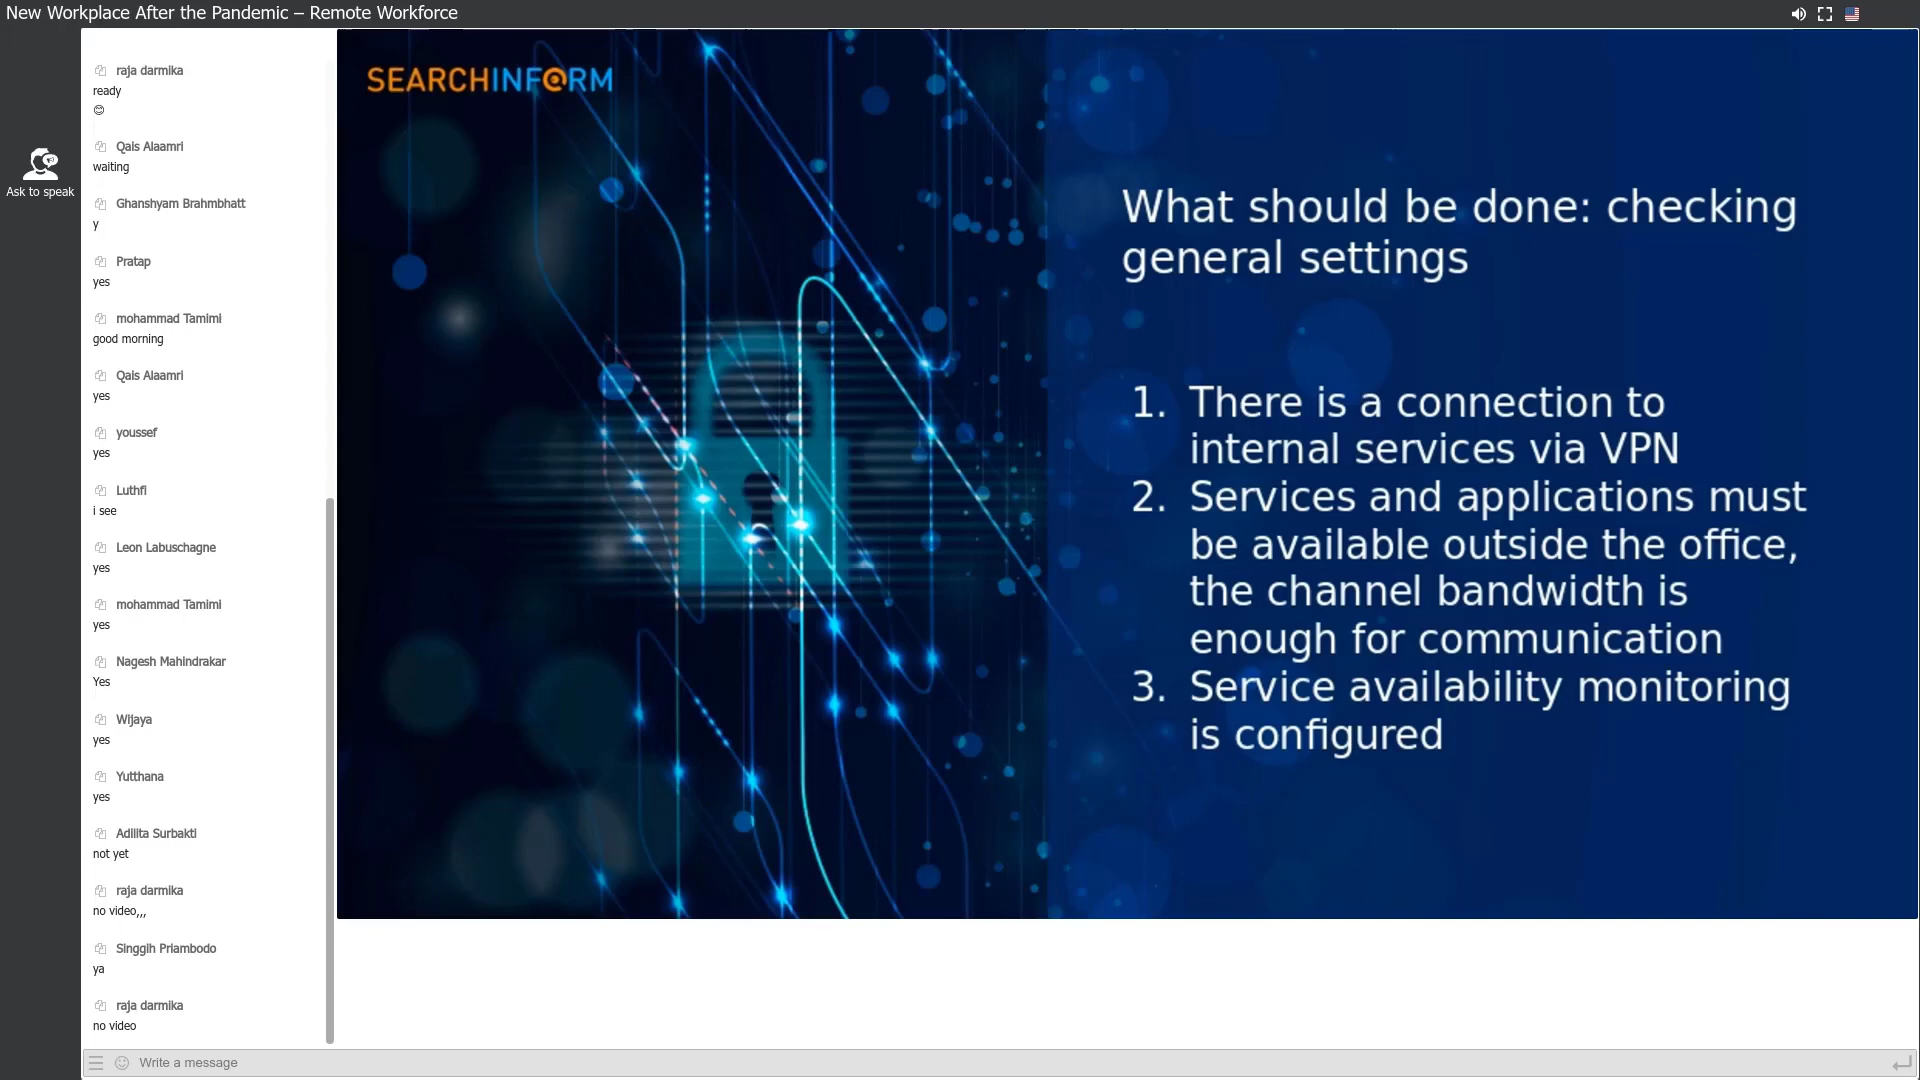 New Workplace After the Pandemic – Remote Workforce
Ask to speak
raja darmika
ready
Qais Alaamri
waiting
Ghanshyam Brahmbhatt
y
Pratap
yes
mohammad Tamimi
good morning
Qais Alaamri
yes
youssef
yes
Luthfi
i see
Leon Labuschagne
yes
mohammad Tamimi
yes
Nagesh Mahindrakar
Yes
Wijaya
yes
Yutthana
yes
Adilita Surbakti
not yet
raja darmika
no video,,,
Singgih Priambodo
ya
raja darmika
no video
Write a message
SEARCHINF@RM
What should be done: checking
general settings
1. There is a connection to
internal services via VPN
2. Services and applications must
be available outside the office,
the channel bandwidth is
enough for communication
3. Service availability monitoring
is configured